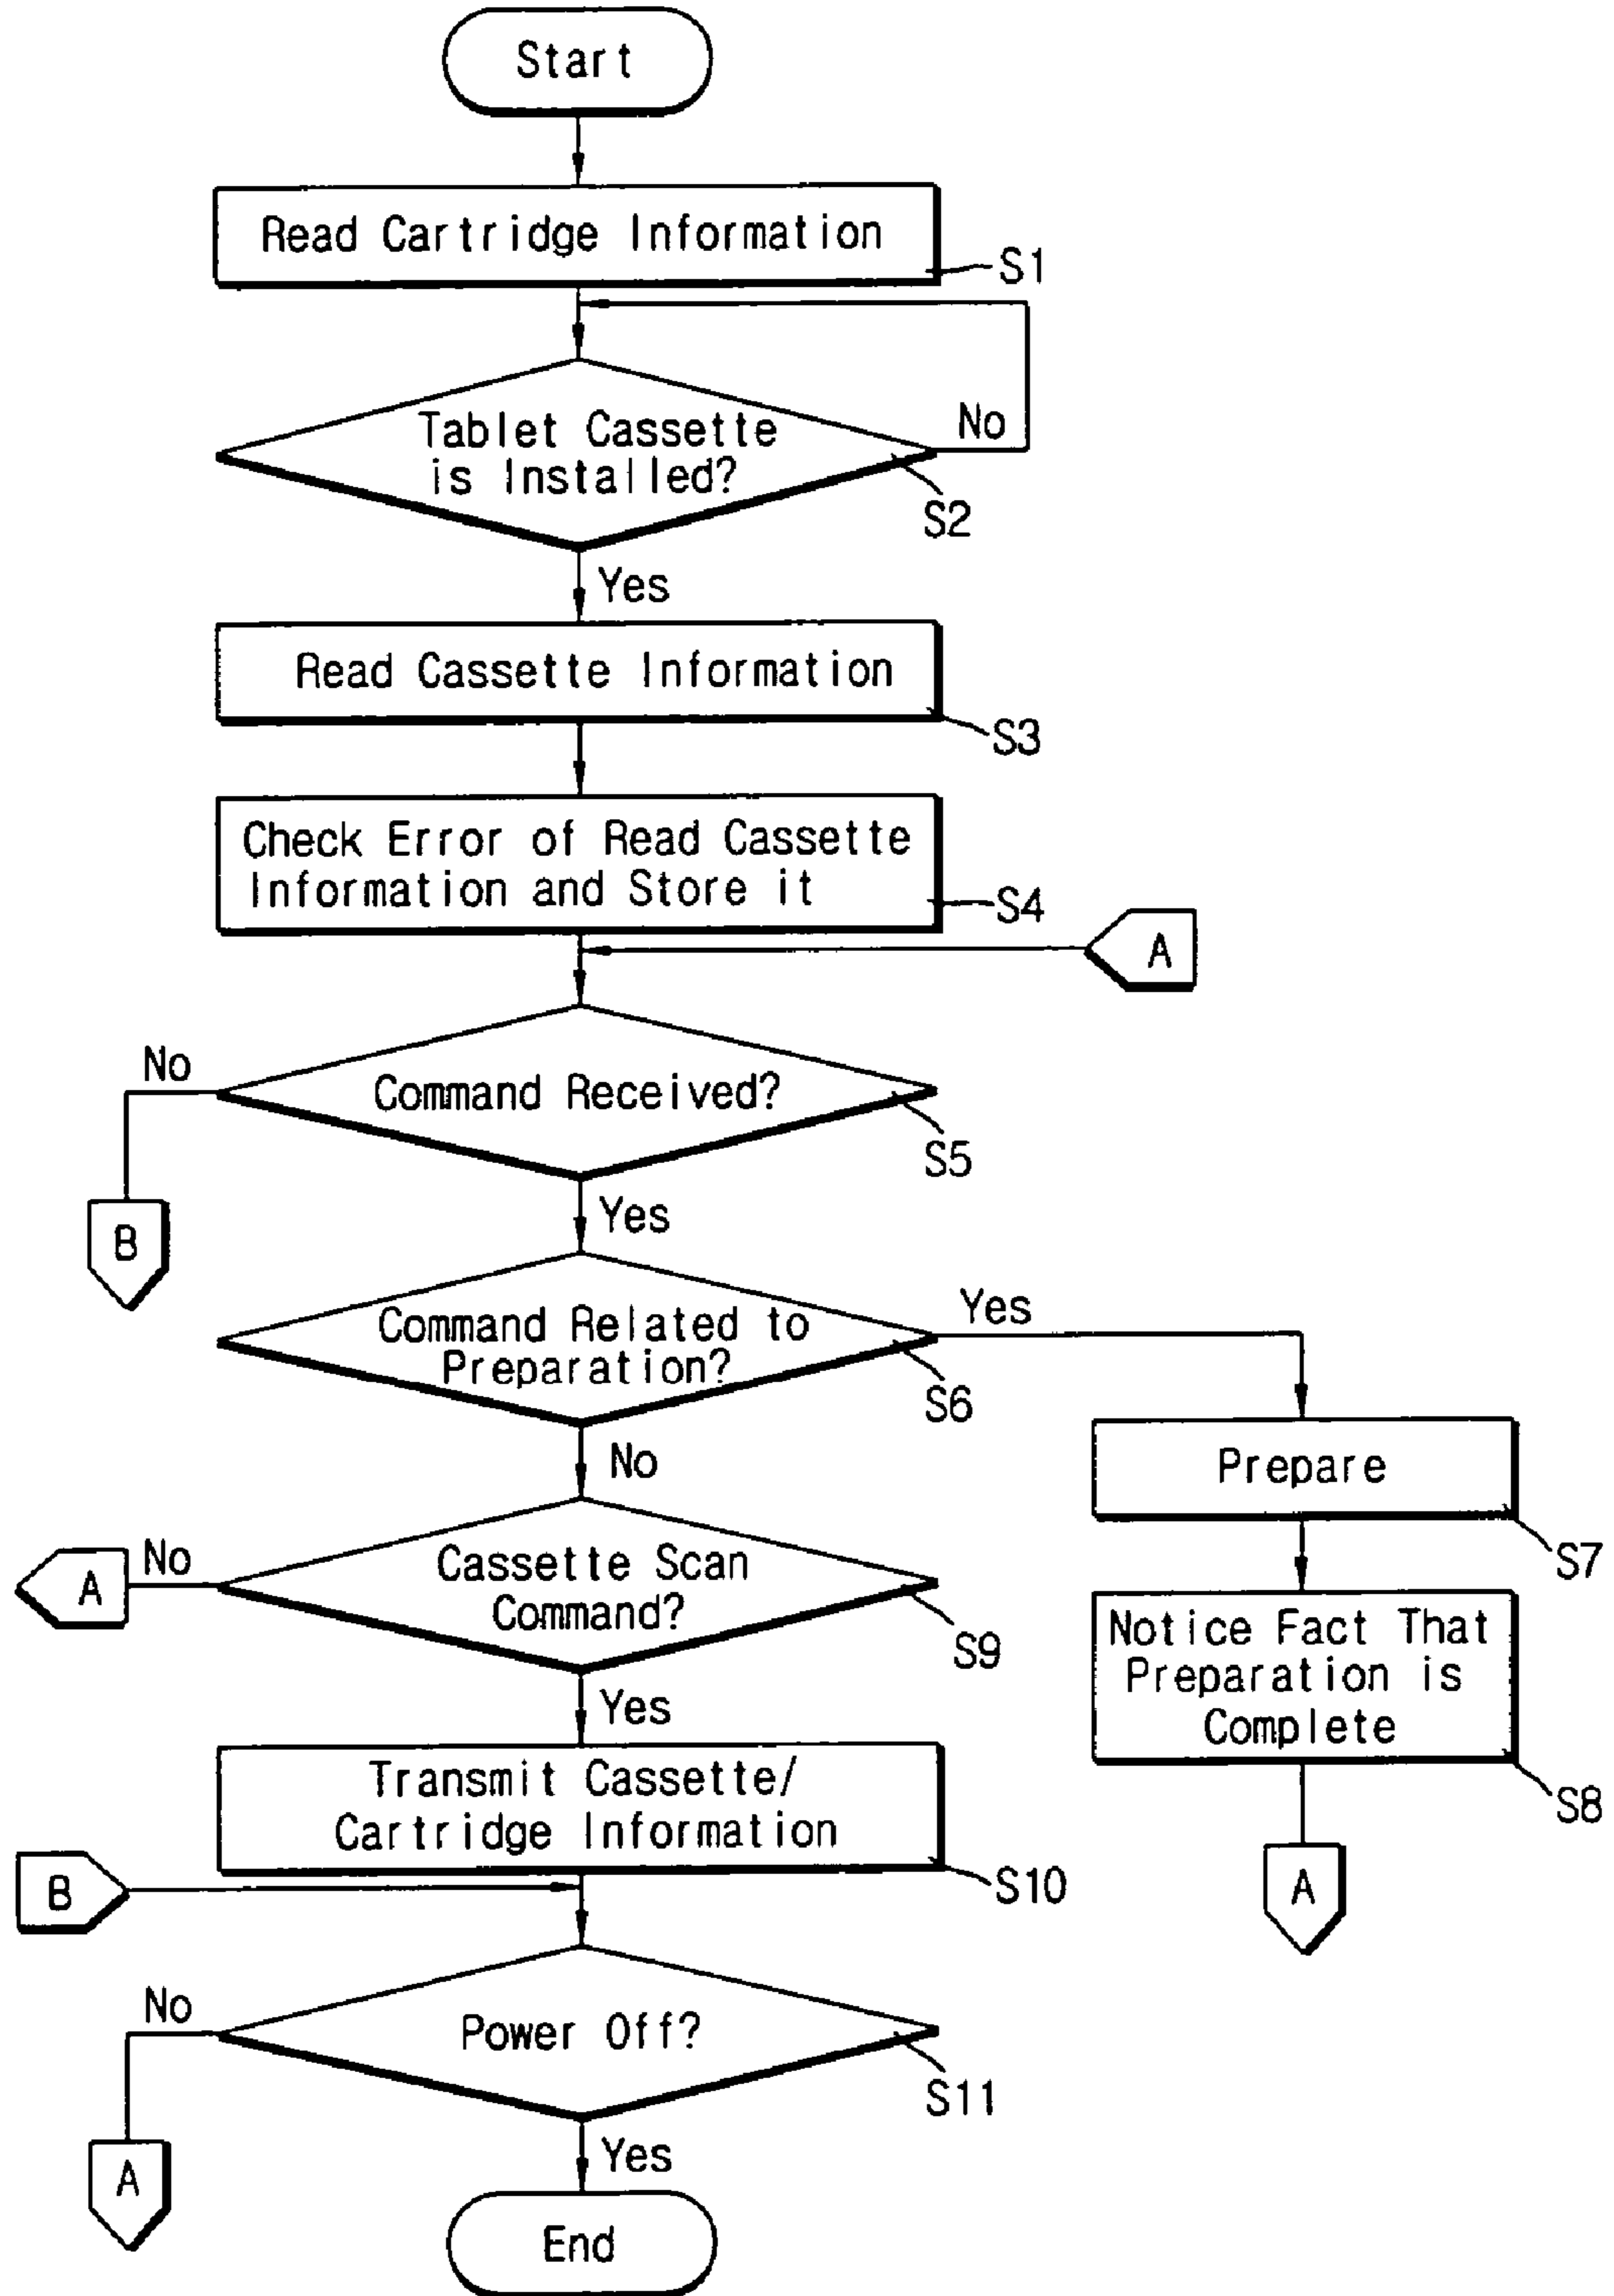 Start
Read Cartridge Information
S1
Tablet Cassette
is Installed?
No
S2
Yes
Read Cassette Information
S3
Check Error of Read Cassette
Information and Store it
S4
A
No
Command Received?
S5
B
Yes
Command Related to
Preparation?
Yes
S6
No
Prepare
S7
A
No
Cassette Scan
Command?
S9
Notice Fact That
Preparation is
Complete
S8
Yes
Transmit Cassette/
Cartridge Information
S10
B
A
No
Power Off?
S11
A
Yes
End